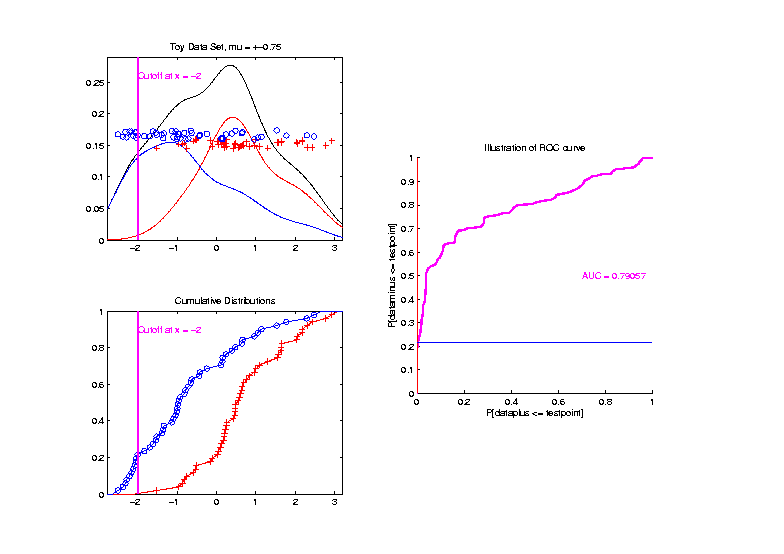 Toy Data Set, mu = +-0.75
Cutoff at x = -2
0.25
0.2
0.15
0.1
0.05
0
-2 -1 0 1 2 3
Cumulative Distributions
Cutoff at x = -2
1
0.8
0.6
0.4
0.2
0
-2 -1 0 1 2 3
Illustration of ROC curve
P[dataminus <= testpoint]
1
0.9
0.8
0.7
0.6
0.5
0.4
0.3
0.2
0.1
0
AUC = 0.79057
0 0.2 0.4 0.6 0.8 1
P[dataplus <= testpoint]